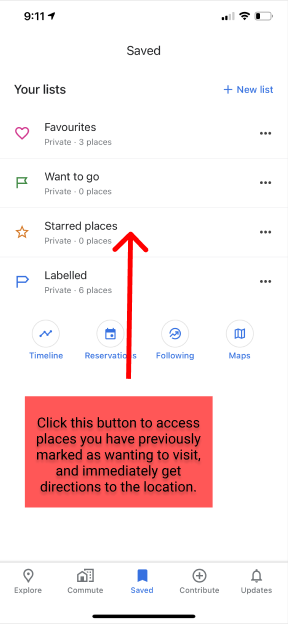 9:11
Saved
Your lists
+ New list
Favourites
Private · 3 places
Want to go
Private · 0 places
Starred places
Private · 0 places
Labelled
Private · 6 places
Timeline
Reservations
Following
Maps
Click this button to access
places you have previously
marked as wanting to visit,
and immediately get
directions to the location.
Explore
Commute
Saved
Contribute
Updates